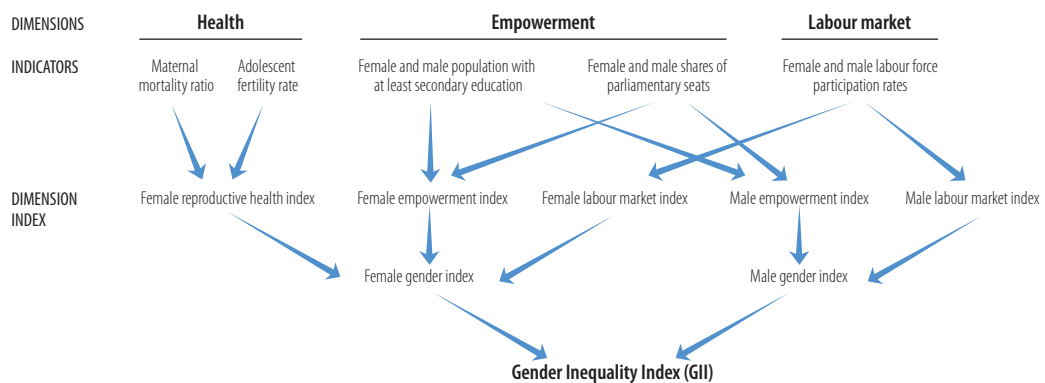 DIMENSIONS
Health
Empowerment
Labour market
INDICATORS
Maternal
mortality ratio
Adolescent
fertility rate
Female and male population with
at least secondary education
Female and male shares of
parliamentary seats
Female and male labour force
participation rates
DIMENSION
INDEX
Female reproductive health index
Female empowerment index
Female labour market index
Male empowerment index
Male labour market index
Female gender index
Male gender index
Gender Inequality Index (GII)